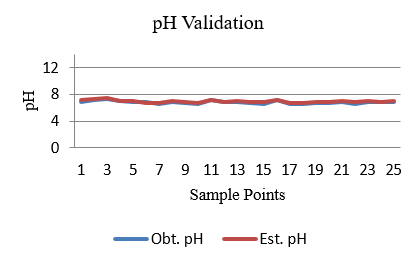 pH Validation
12
8
4
0
pH
1 3 5 7 9 11 13 15 17 19 21 23 25
Sample Points
Obt. pH Est. pH